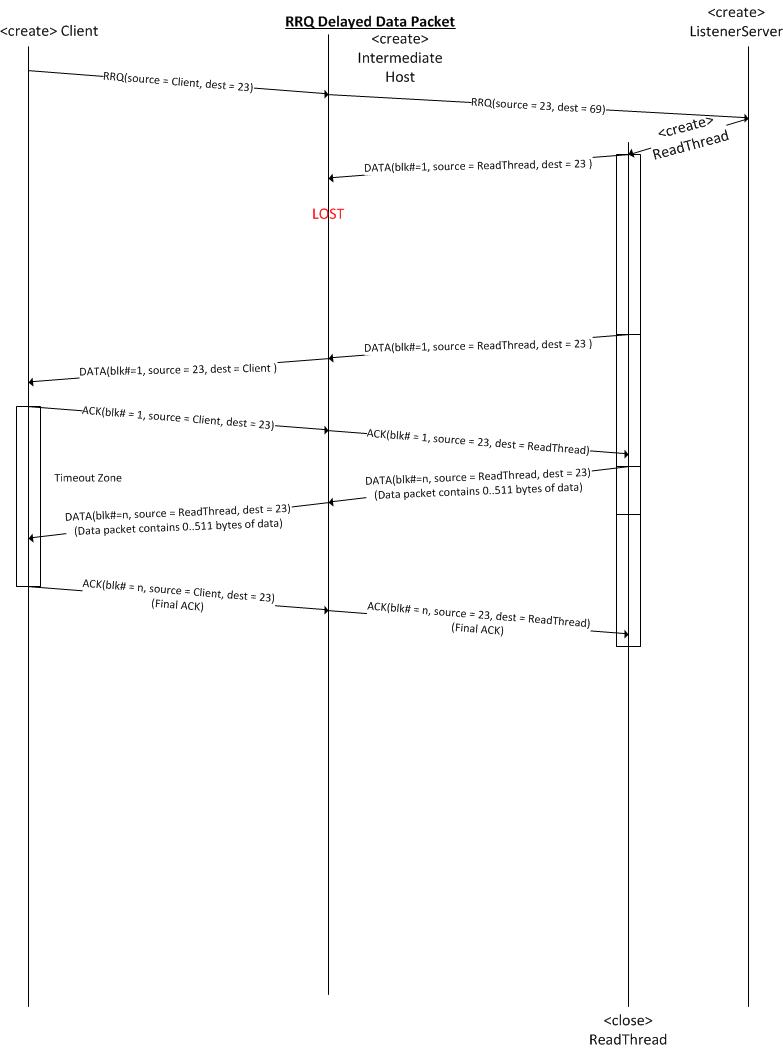 RRQ Delayed Data Packet
<create> Client
<create>
Intermediate
Host
<create>
ListenerServer
RRQ(source = Client, dest = 23)
RRQ(source = 23, dest = 69)
<create>
ReadThread
DATA(blk#=1, source = ReadThread, dest = 23 )
LOST
DATA(blk#=1, source = ReadThread, dest = 23 )
DATA(blk#=1, source = 23, dest = Client )
ACK(blk# = 1, source = Client, dest = 23)
ACK(blk# = 1, source = 23, dest = ReadThread)
Timeout Zone
DATA(blk#=n, source = ReadThread, dest = 23)
(Data packet contains 0..511 bytes of data)
DATA(blk#=n, source = ReadThread, dest = 23)
(Data packet contains 0..511 bytes of data)
ACK(blk# = n, source = Client, dest = 23)
(Final ACK)
ACK(blk# = n, source = 23, dest = ReadThread)
(Final ACK)
<close>
ReadThread